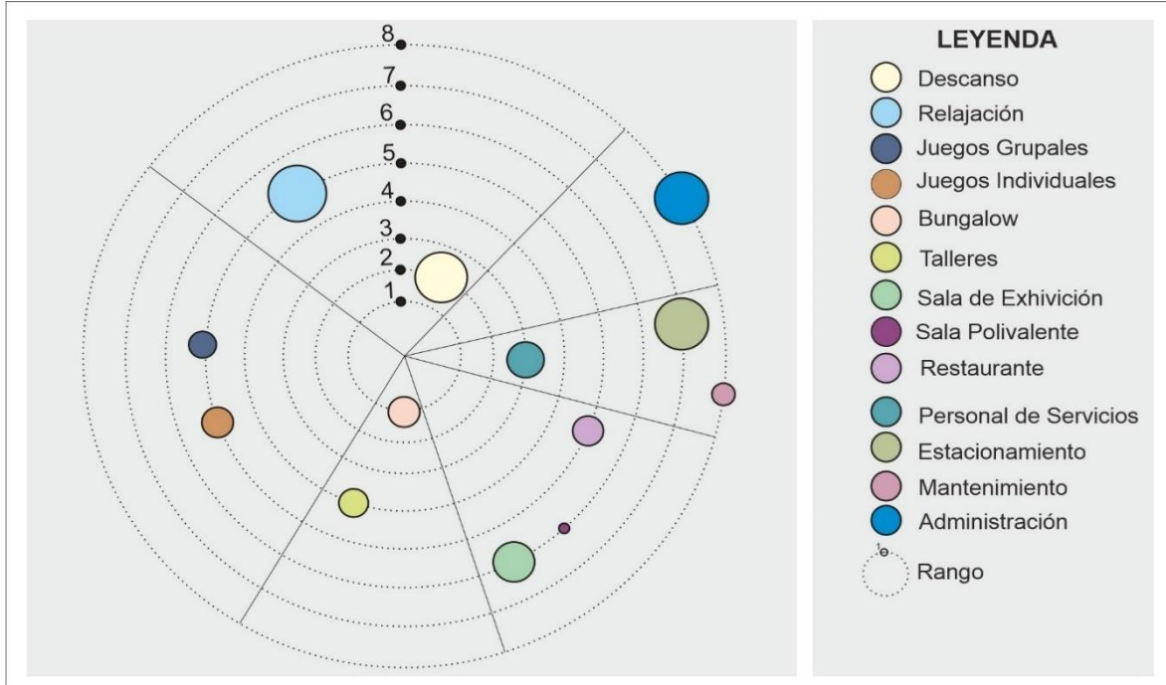 8
7
6
5
4
3
2
1
LEYENDA
Descanso
Relajación
Juegos Grupales
Juegos Individuales
Bungalow
Talleres
Sala de Exhivición
Sala Polivalente
Restaurante
Personal de Servicios
Estacionamiento
Mantenimiento
Administración
1
Rango